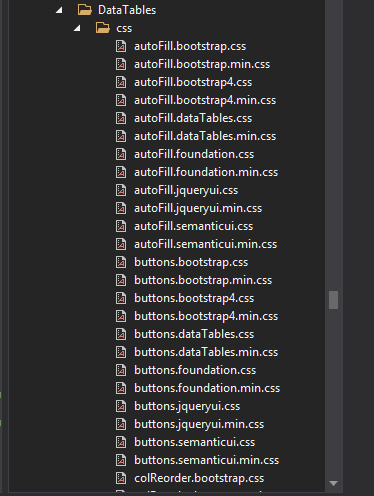 DataTables
css
autoFill.bootstrap.css
autoFill.bootstrap.min.css
autoFill.bootstrap4.css
autoFill.bootstrap4.min.css
autoFill.dataTables.css
autoFill.dataTables.min.css
autoFill.foundation.css
autoFill.foundation.min.css
autoFill.jqueryui.css
autoFill.jqueryui.min.css
autoFill.semanticui.css
autoFill.semanticui.min.css
buttons.bootstrap.css
buttons.bootstrap.min.css
buttons.bootstrap4.css
buttons.bootstrap4.min.css
buttons.dataTables.css
buttons.dataTables.min.css
buttons.foundation.css
buttons.foundation.min.css
buttons.jqueryui.css
buttons.jqueryui.min.css
buttons.semanticui.css
buttons.semanticui.min.css
colReorder.bootstrap.css